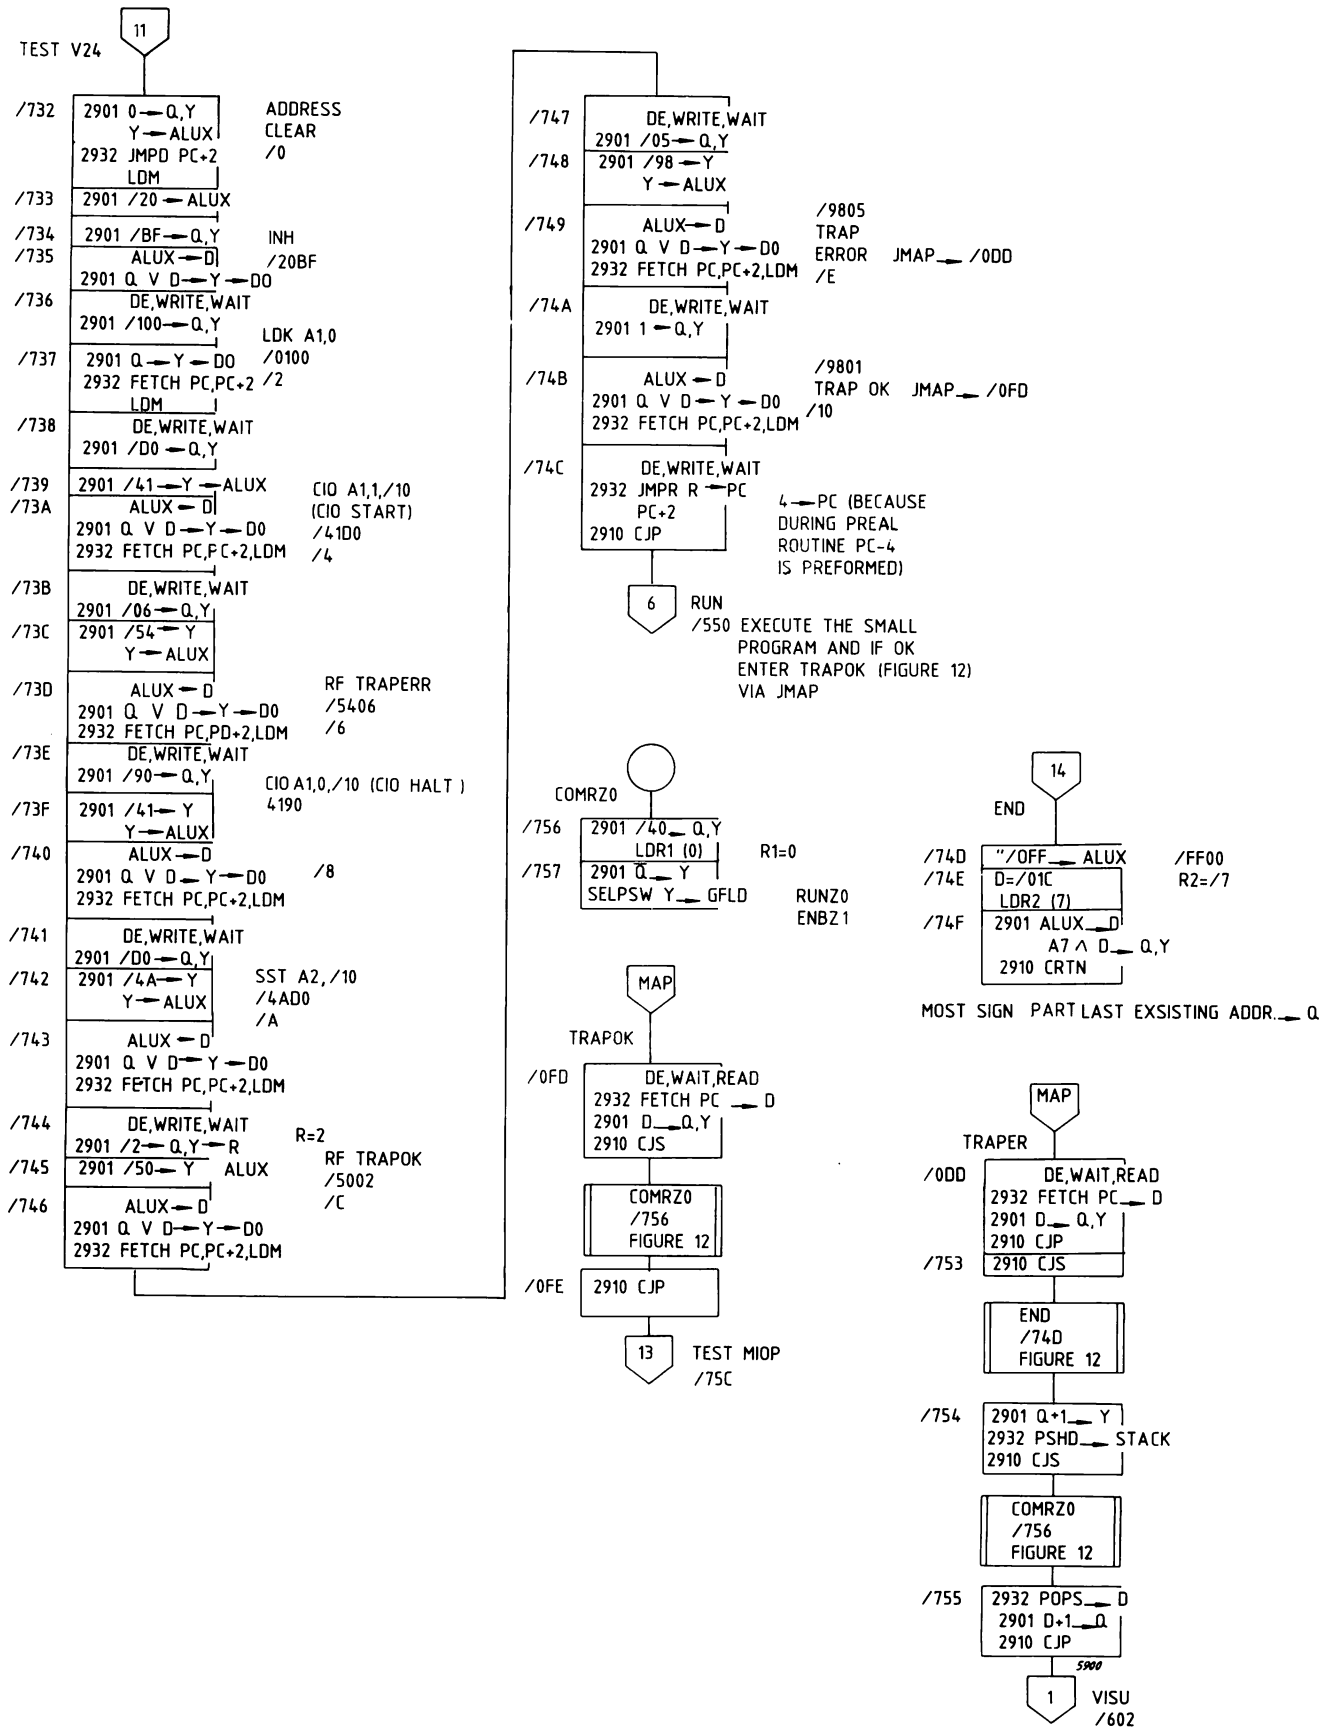 11
TEST V24
/732 2901 0→Q,Y ADDRESS
Y→ALUX CLEAR
2932 JMPD PC+2 /0
LDM
/733 2901 /20→ALUX
/734 2901 /BF→Q,Y INH
/735 ALUX→D /20BF
2901 Q V D→Y→D0
/736 DE,WRITE,WAIT
2901 /100→Q,Y
LDK A1,0
/737 2901 Q→Y→D0 /0100
2932 FETCH PC,PC+2 /2
LDM
/738 DE,WRITE,WAIT
2901 /D0→Q,Y
/739 2901 /41→Y→ALUX CIO A1,1,/10
/73A ALUX→D (CIO START)
2901 Q V D→Y→D0 /41D0
2932 FETCH PC,PC+2,LDM /4
/73B DE,WRITE,WAIT
2901 /06→Q,Y
/73C 2901 /54→Y
Y→ALUX
/73D ALUX→D RF TRAPERR
2901 Q V D→Y→D0 /5406
2932 FETCH PC,PD+2,LDM /6
/73E DE,WRITE,WAIT
2901 /90→Q,Y CIO A1,0,/10 (CIO HALT )
/73F 2901 /41→Y 4190
Y→ALUX
/740 ALUX→D
2901 Q V D→Y→D0 /8
2932 FETCH PC,PC+2,LDM
/741 DE,WRITE,WAIT
2901 /D0→Q,Y
/742 2901 /4A→Y SST A2,/10
Y→ALUX /4AD0
/A
/743 ALUX→D
2901 Q V D→Y→D0
2932 FETCH PC,PC+2,LDM
/744 DE,WRITE,WAIT
2901 /2→Q,Y→R R=2
/745 2901 /50→Y ALUX RF TRAPOK
/5002
/746 ALUX→D /C
2901 Q V D→Y→D0
2932 FETCH PC,PC+2,LDM
/747 DE,WRITE,WAIT
2901 /05→Q,Y
/748 2901 /98→Y
Y→ALUX
/749 ALUX→D /9805
TRAP
2901 Q V D→Y→D0 ERROR JMAP→/0DD
2932 FETCH PC,PC+2,LDM /E
/74A DE,WRITE,WAIT
2901 1→Q,Y
/74B ALUX→D /9801
TRAP OK JMAP→/0FD
2901 Q V D→Y→D0 /10
2932 FETCH PC,PC+2,LDM
/74C DE,WRITE,WAIT
2932 JMPR R→PC
PC+2
2910 CJP
4→PC (BECAUSE
DURING PREAL
ROUTINE PC-4
IS PREFORMED)
6 RUN
/550 EXECUTE THE SMALL
PROGRAM AND IF OK
ENTER TRAPOK (FIGURE 12)
VIA JMAP
COMRZ0
/756 2901 /40→Q,Y
LDR1 (0) R1=0
/757 2901 Q̅→Y
SELPSW Y→GFLD RUNZ0
ENBZ1
MAP
TRAPOK
/0FD DE,WAIT,READ
2932 FETCH PC→D
2901 D→Q,Y
2910 CJS
COMRZ0
/756
FIGURE 12
/0FE 2910 CJP
13 TEST MIOP
/75C
14
END
/74D "/OFF→ALUX /FF00
/74E D=/01C R2=/7
LDR2 (7)
/74F 2901 ALUX→D
A7 ∧ D→Q,Y
2910 CRTN
MOST SIGN PART LAST EXSISTING ADDR.→Q
MAP
TRAPER
/0DD DE,WAIT,READ
2932 FETCH PC→D
2901 D→Q,Y
2910 CJP
/753 2910 CJS
END
/74D
FIGURE 12
/754 2901 Q+1→Y
2932 PSHD→STACK
2910 CJS
COMRZ0
/756
FIGURE 12
/755 2932 POPS→D
2901 D+1→Q
2910 CJP
5900
1 VISU
/602